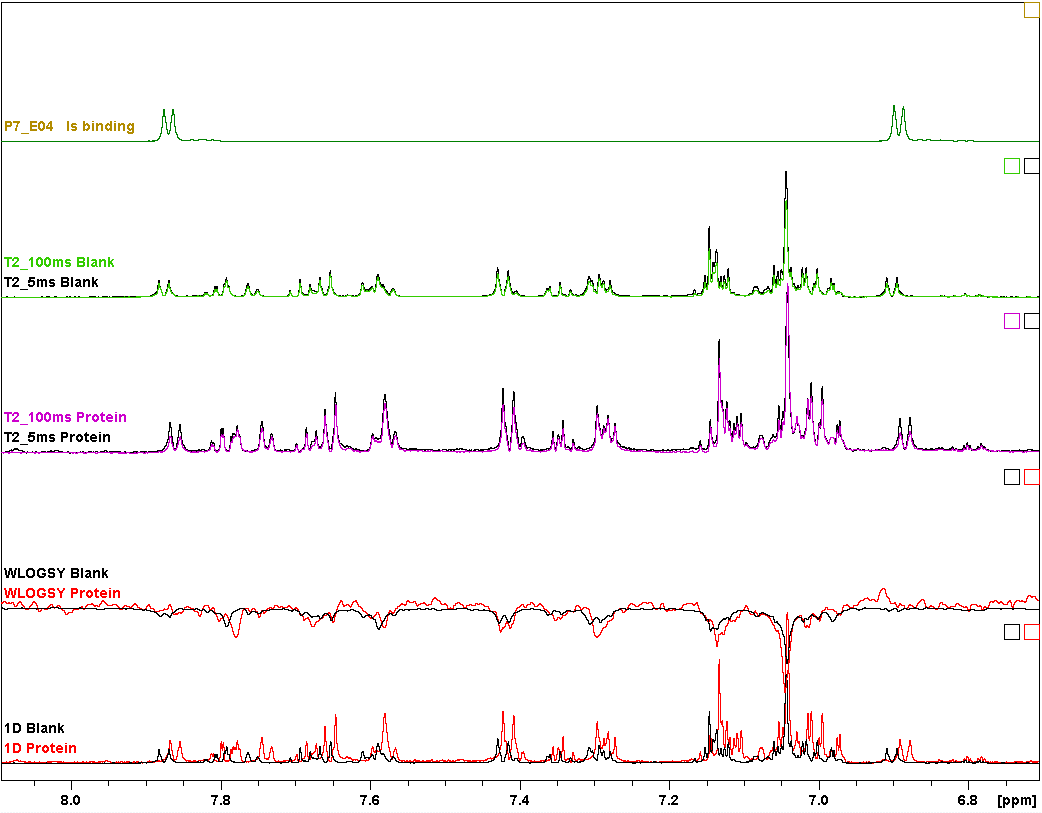 P7_E04 Is binding
T2_100ms Blank
T2_5ms Blank
T2_100ms Protein
T2_5ms Protein
WLOGSY Blank
WLOGSY Protein
1D Blank
1D Protein
8.0 7.8 7.6 7.4 7.2 7.0 6.8 [ppm]